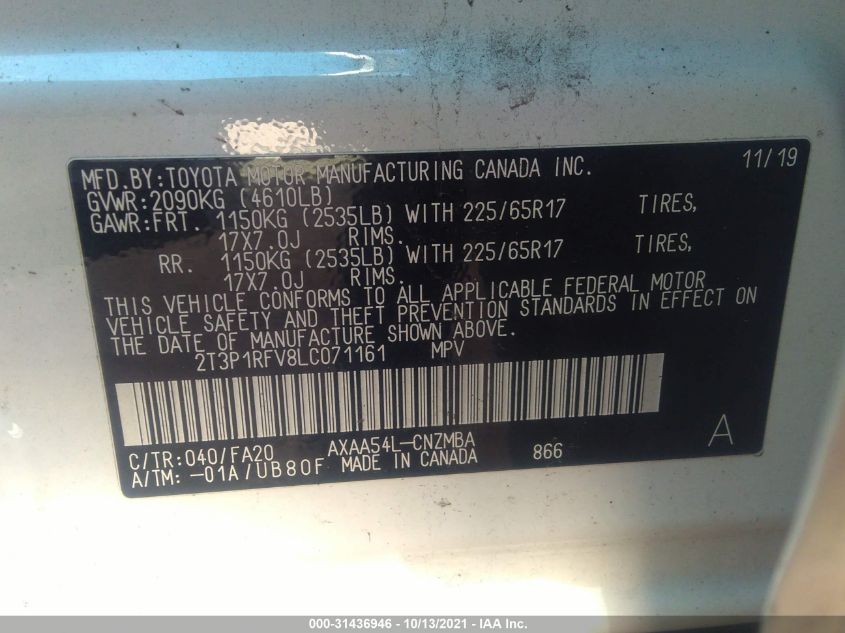 MFD.BY:TOYOTA MOTOR MANUFACTURING CANADA INC. 11/19
GVWR:2090KG (4610LB)
GAWR:FRT. 1150KG (2535LB) WITH 225/65R17 TIRES,
17X7.0J RIMS.
RR. 1150KG (2535LB) WITH 225/65R17 TIRES,
17X7.0J RIMS.
THIS VEHICLE CONFORMS TO ALL APPLICABLE FEDERAL MOTOR
VEHICLE SAFETY AND THEFT PREVENTION STANDARDS IN EFFECT ON
THE DATE OF MANUFACTURE SHOWN ABOVE.
2T3P1RFV8LC071161 MPV
C/TR:040/FA20 AXAA54L-CNZMBA 866 A
A/TM:-01A/UB80F MADE IN CANADA
000-31436946 - 10/13/2021 - IAA Inc.